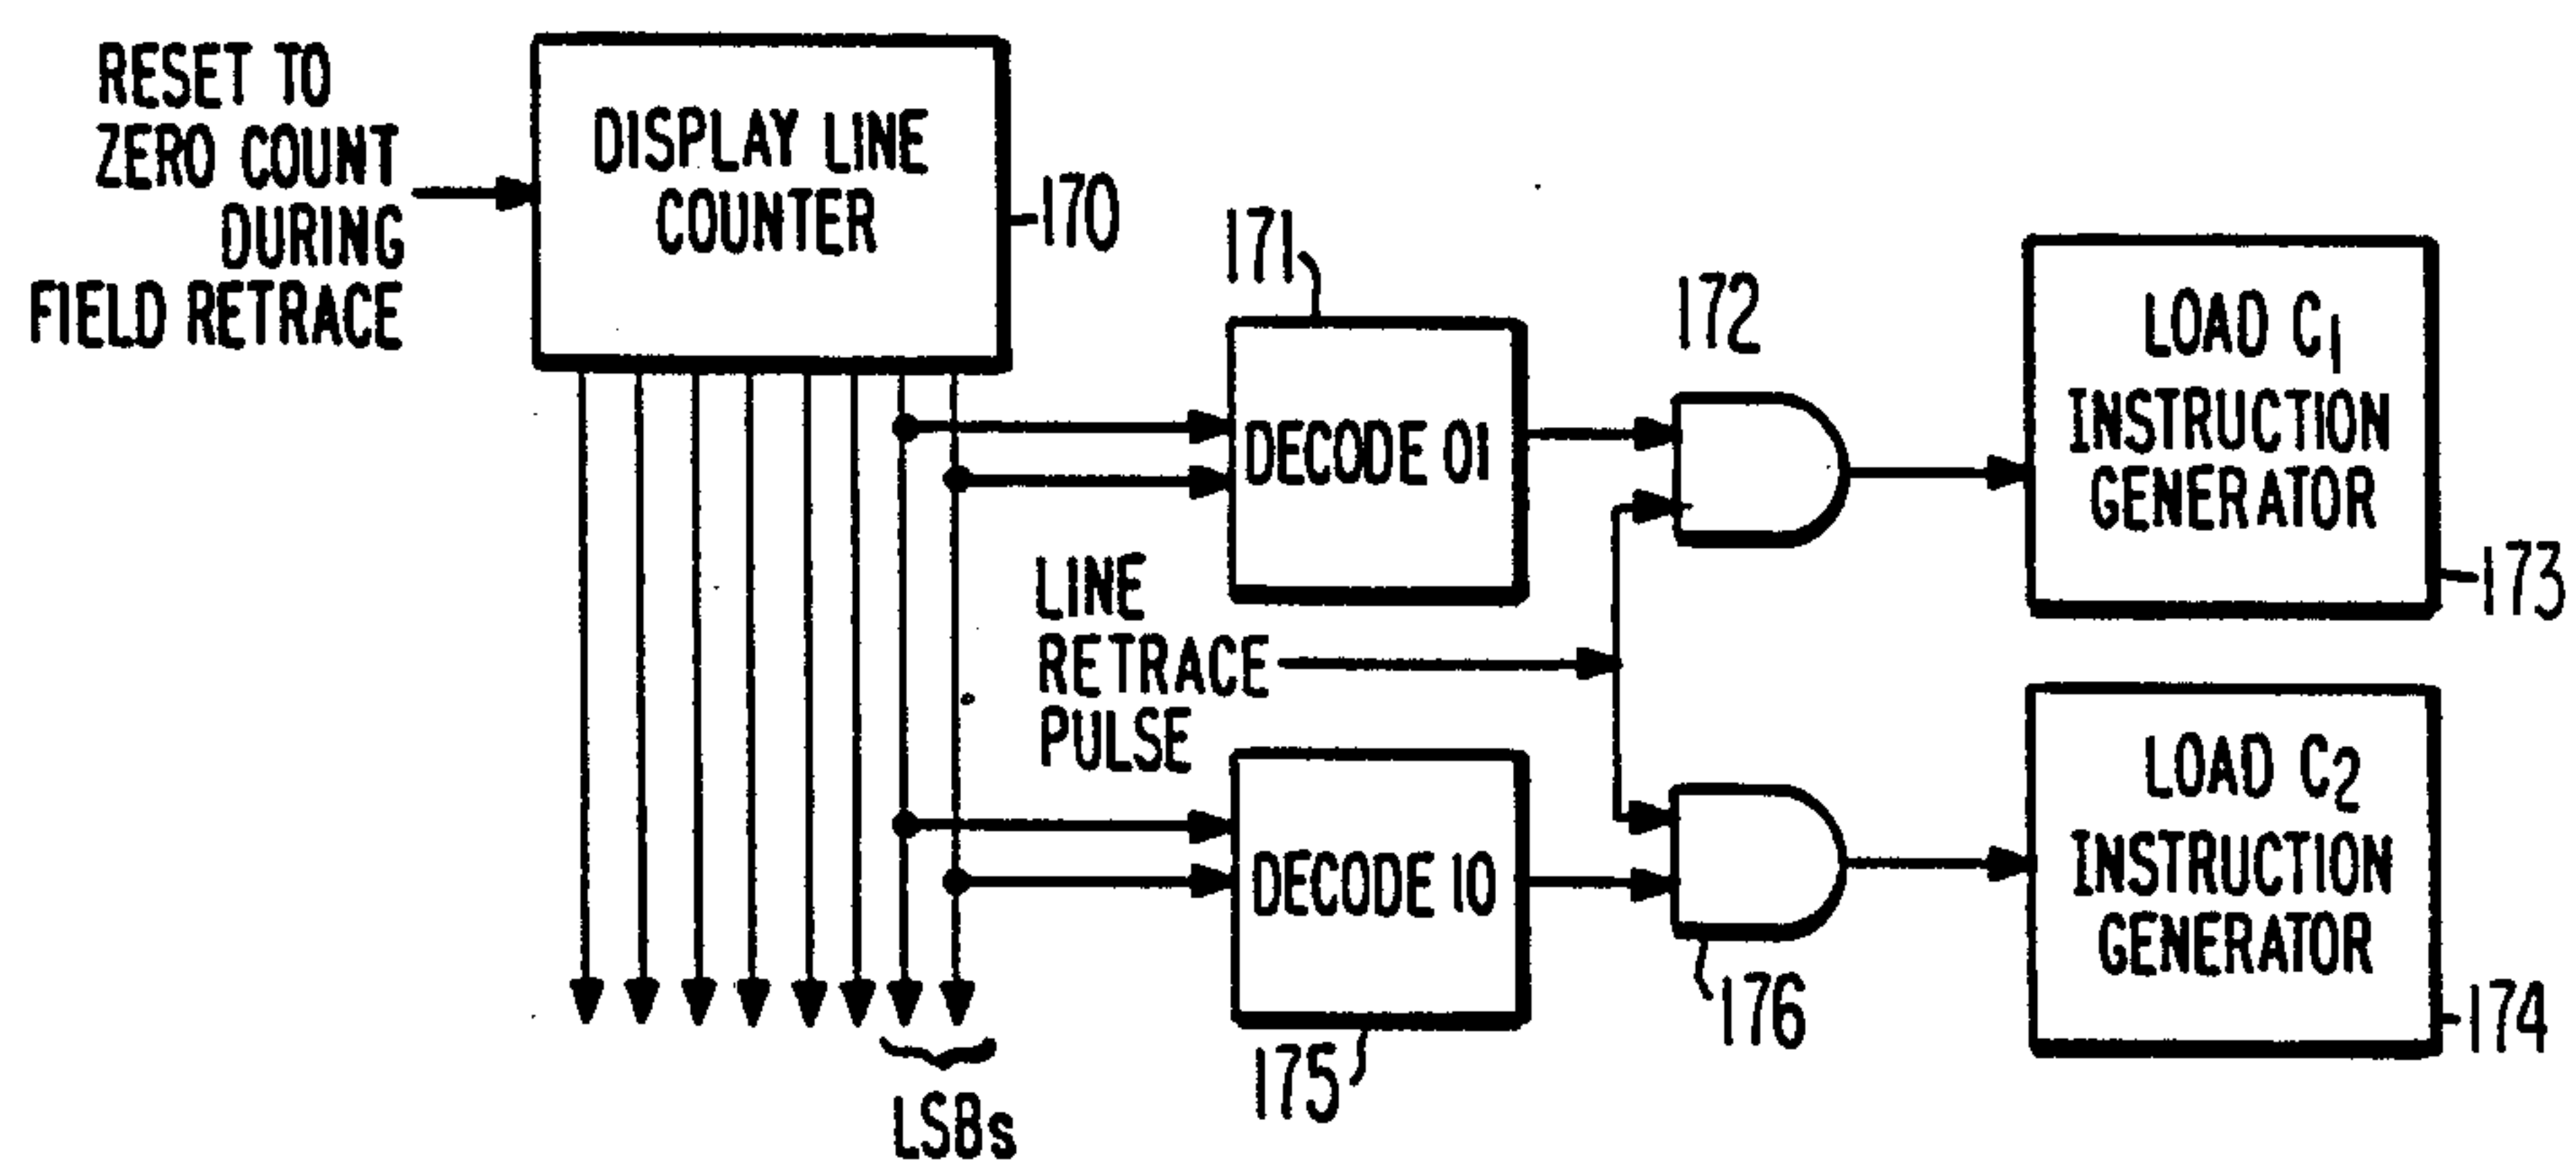 RESET TO
ZERO COUNT
DURING
FIELD RETRACE
DISPLAY LINE
COUNTER
170
171
DECODE 01
172
LOAD C1
INSTRUCTION
GENERATOR
173
LINE
RETRACE
PULSE
DECODE 10
175
176
LOAD C2
INSTRUCTION
GENERATOR
174
LSBs